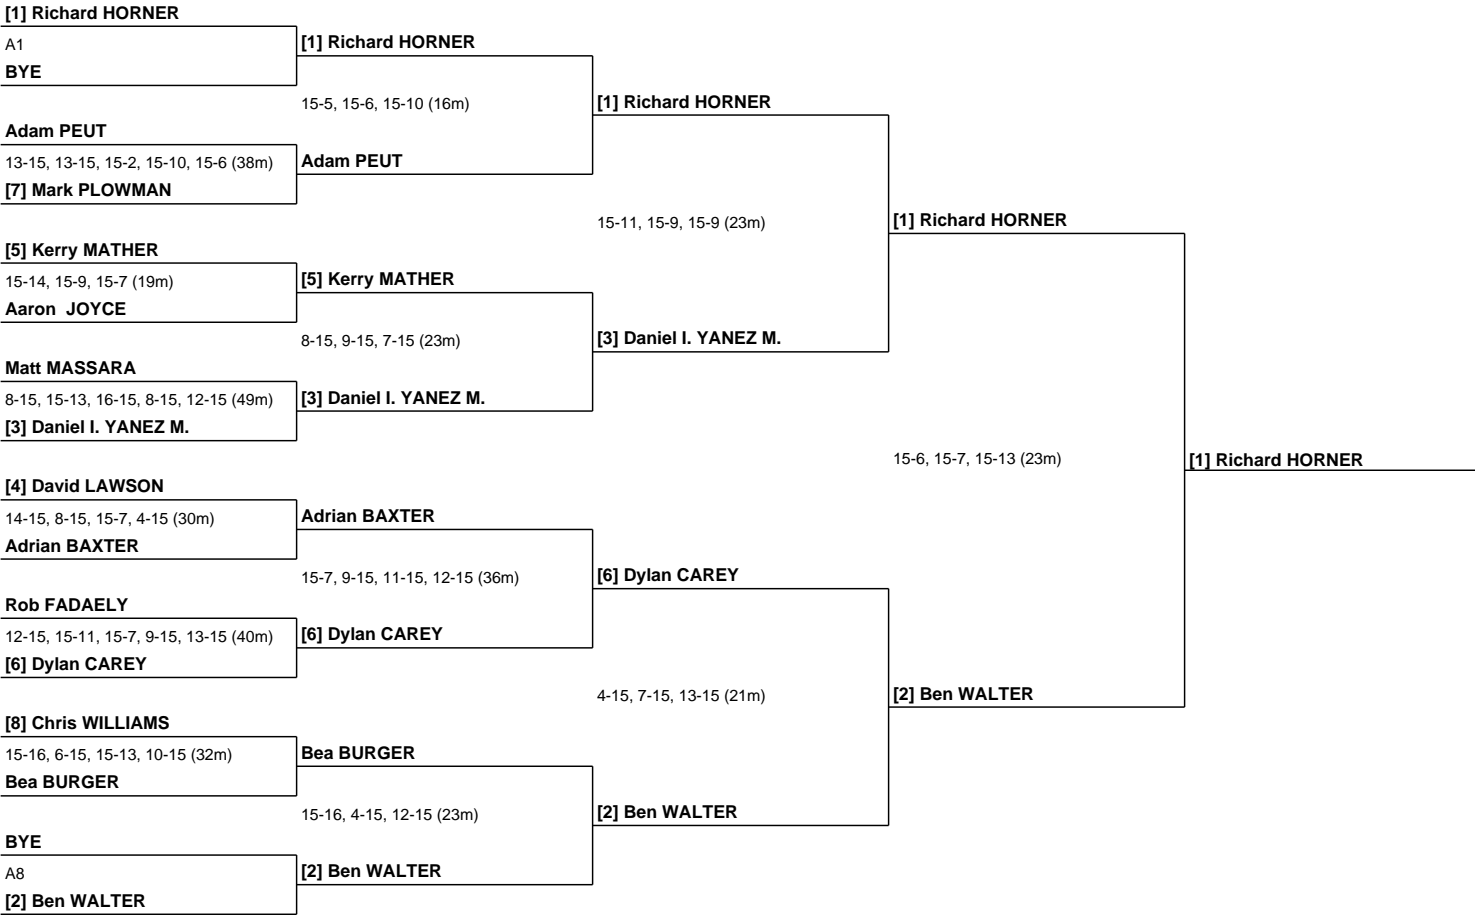 [1] Richard HORNER
A1
BYE
Adam PEUT
13-15, 13-15, 15-2, 15-10, 15-6 (38m)
[7] Mark PLOWMAN
[5] Kerry MATHER
15-14, 15-9, 15-7 (19m)
Aaron  JOYCE
Matt MASSARA
8-15, 15-13, 16-15, 8-15, 12-15 (49m)
[3] Daniel I. YANEZ M.
[4] David LAWSON
14-15, 8-15, 15-7, 4-15 (30m)
Adrian BAXTER
Rob FADAELY
12-15, 15-11, 15-7, 9-15, 13-15 (40m)
[6] Dylan CAREY
[8] Chris WILLIAMS
15-16, 6-15, 15-13, 10-15 (32m)
Bea BURGER
BYE
A8
[2] Ben WALTER
[1] Richard HORNER
15-5, 15-6, 15-10 (16m)
Adam PEUT
[5] Kerry MATHER
8-15, 9-15, 7-15 (23m)
[3] Daniel I. YANEZ M.
Adrian BAXTER
15-7, 9-15, 11-15, 12-15 (36m)
[6] Dylan CAREY
Bea BURGER
15-16, 4-15, 12-15 (23m)
[2] Ben WALTER
[1] Richard HORNER
15-11, 15-9, 15-9 (23m)
[3] Daniel I. YANEZ M.
[6] Dylan CAREY
4-15, 7-15, 13-15 (21m)
[2] Ben WALTER
[1] Richard HORNER
15-6, 15-7, 15-13 (23m)
[2] Ben WALTER
[1] Richard HORNER